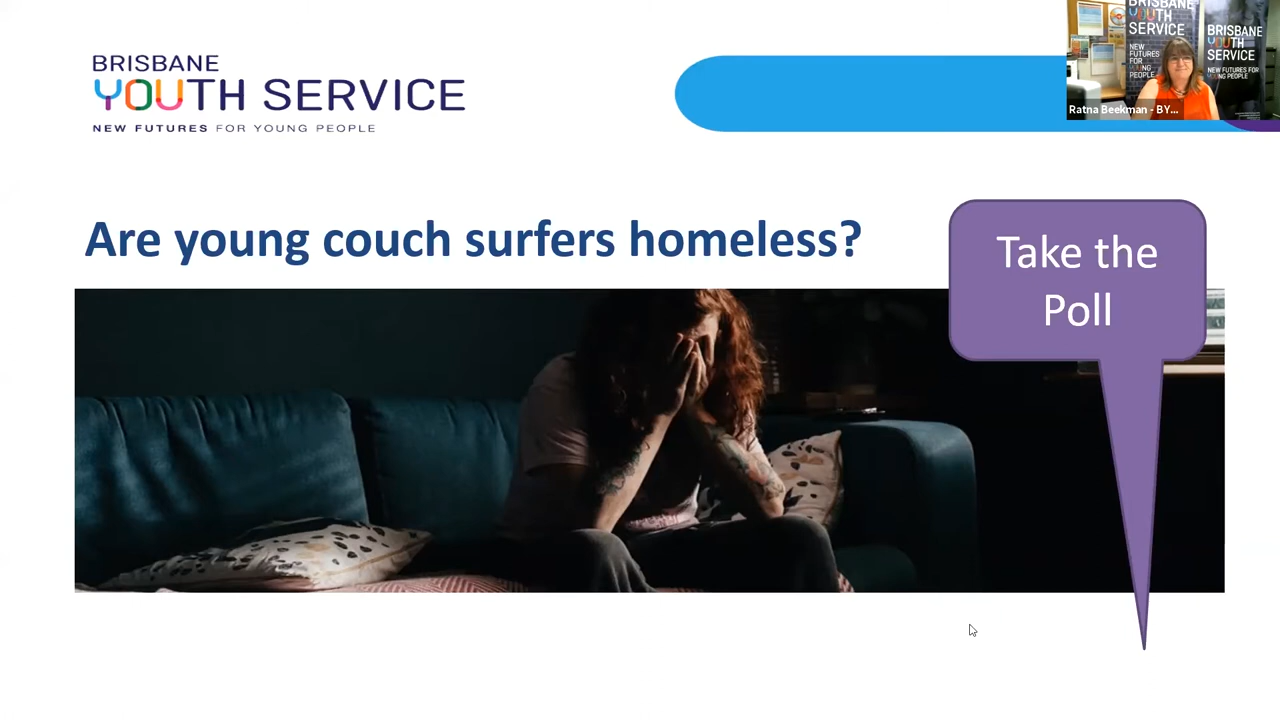 BRISBANE
YOUTH SERVICE
NEW FUTURES FOR YOUNG PEOPLE
BRISBANE
YOUTH
SERVICE
NEW
FUTURES
FOR
YOUNG
PEOPLE
BRISBANE
YOUTH
SERVICE
NEW FUTURES FOR
YOUNG PEOPLE
Ratna Beekman - BY...
Are young couch surfers homeless?
Take the
Poll